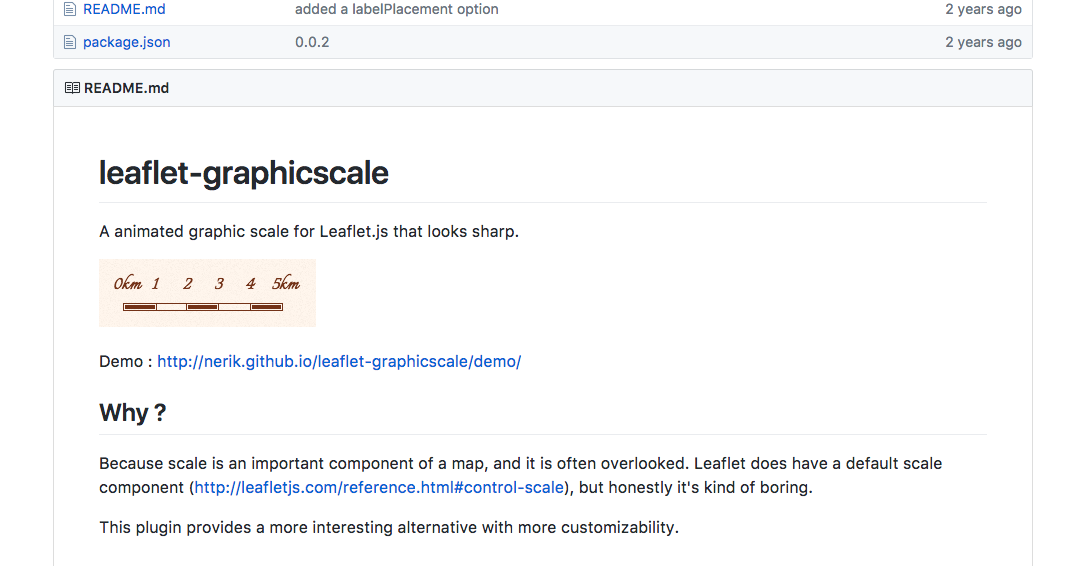 README.md added a labelPlacement option 2 years ago
package.json 0.0.2 2 years ago
README.md
leaflet-graphicscale
A animated graphic scale for Leaflet.js that looks sharp.
0km 1 2 3 4 5km
Demo : http://nerik.github.io/leaflet-graphicscale/demo/
Why ?
Because scale is an important component of a map, and it is often overlooked. Leaflet does have a default scale
component (http://leafletjs.com/reference.html#control-scale), but honestly it's kind of boring.
This plugin provides a more interesting alternative with more customizability.